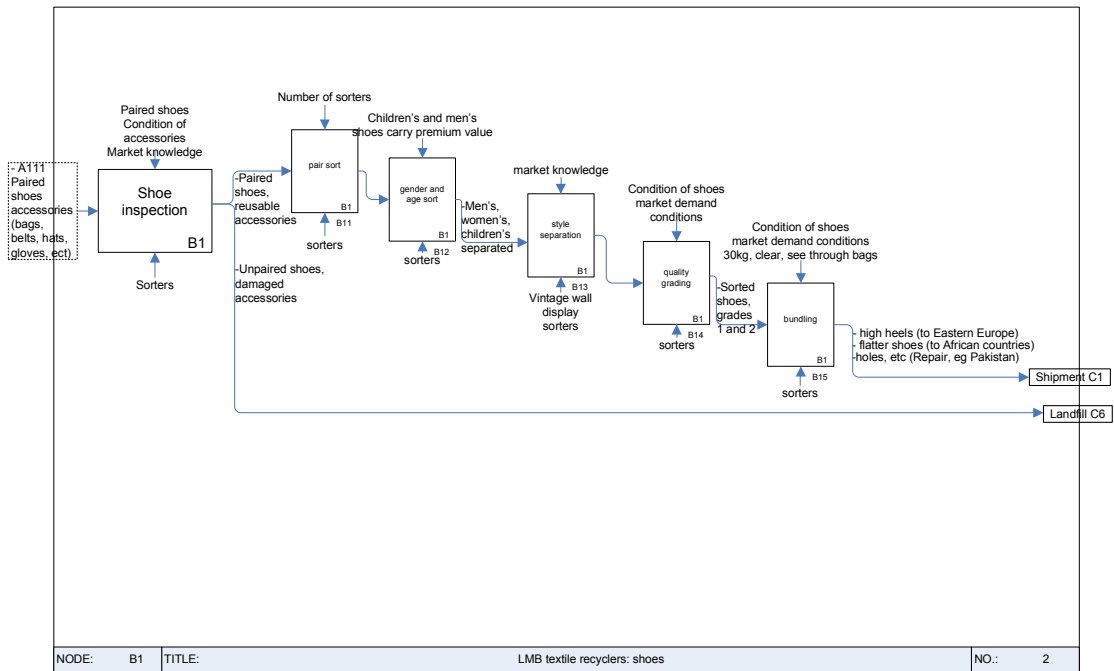 - A111
Paired
shoes
accessories
(bags,
belts, hats,
gloves, ect)
Paired shoes
Condition of
accessories
Market knowledge
Shoe
inspection
B1
Sorters
-Paired
shoes,
reusable
accessories
-Unpaired shoes,
damaged
accessories
Number of sorters
pair sort
B1
B11
sorters
Children's and men's
shoes carry premium value
gender and
age sort
B1
B12
sorters
-Men's,
women's,
children's
separated
market knowledge
style
separation
B1
B13
Vintage wall
display
sorters
Condition of shoes
market demand
conditions
quality
grading
B1
B14
sorters
-Sorted
shoes,
grades
1 and 2
Condition of shoes
market demand conditions
30kg, clear, see through bags
bundling
B1
B15
sorters
- high heels (to Eastern Europe)
- flatter shoes (to African countries)
-holes, etc (Repair, eg Pakistan)
Shipment C1
Landfill C6
NODE: B1 TITLE: LMB textile recyclers: shoes NO.: 2